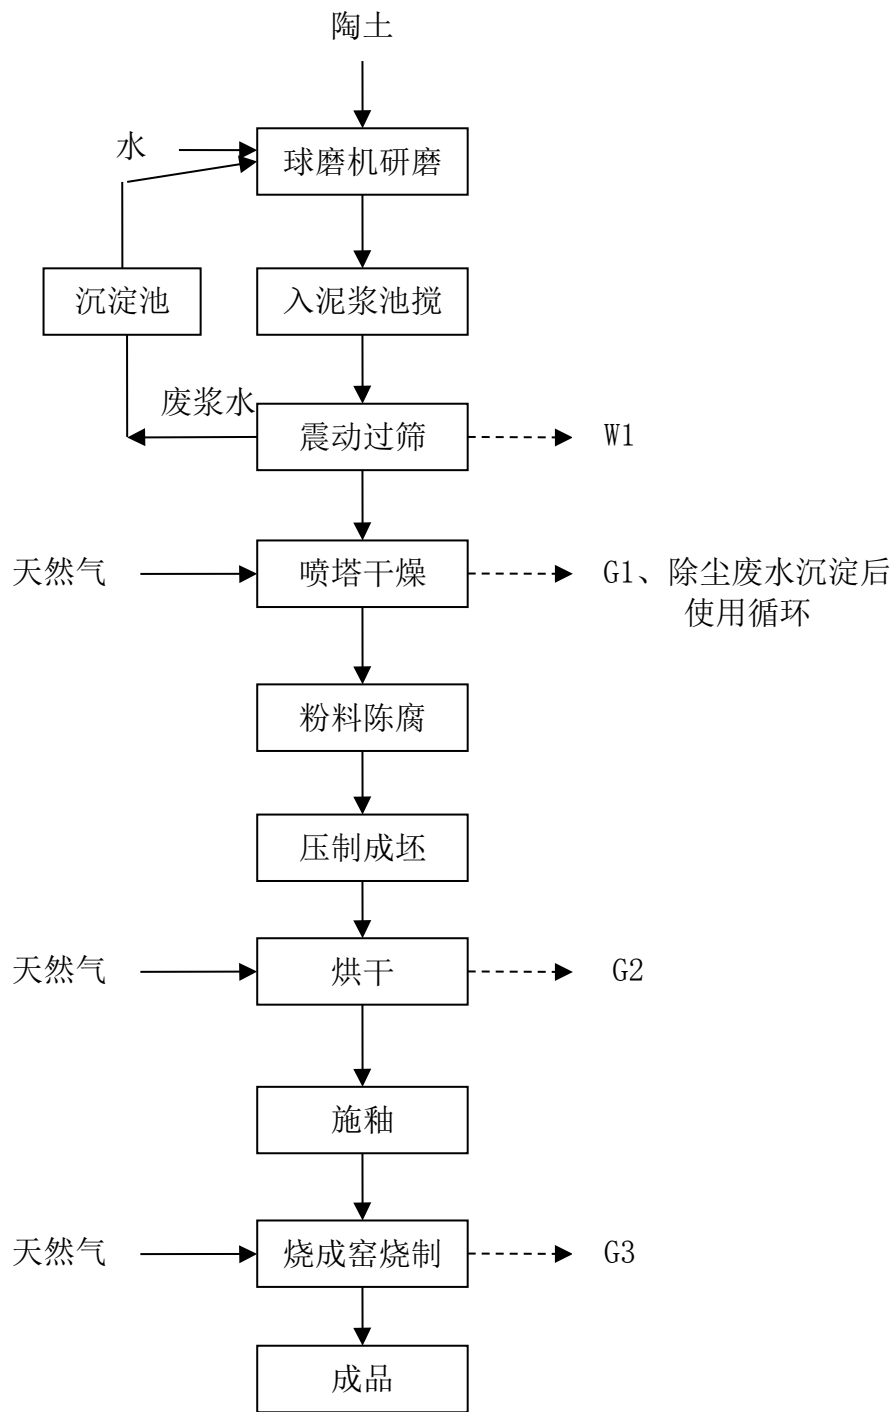 陶土
水
球磨机研磨
沉淀池
入泥浆池搅
废浆水
震动过筛
W1
天然气
喷塔干燥
G1、除尘废水沉淀后
使用循环
粉料陈腐
压制成坯
天然气
烘干
G2
施釉
天然气
烧成窑烧制
G3
成品